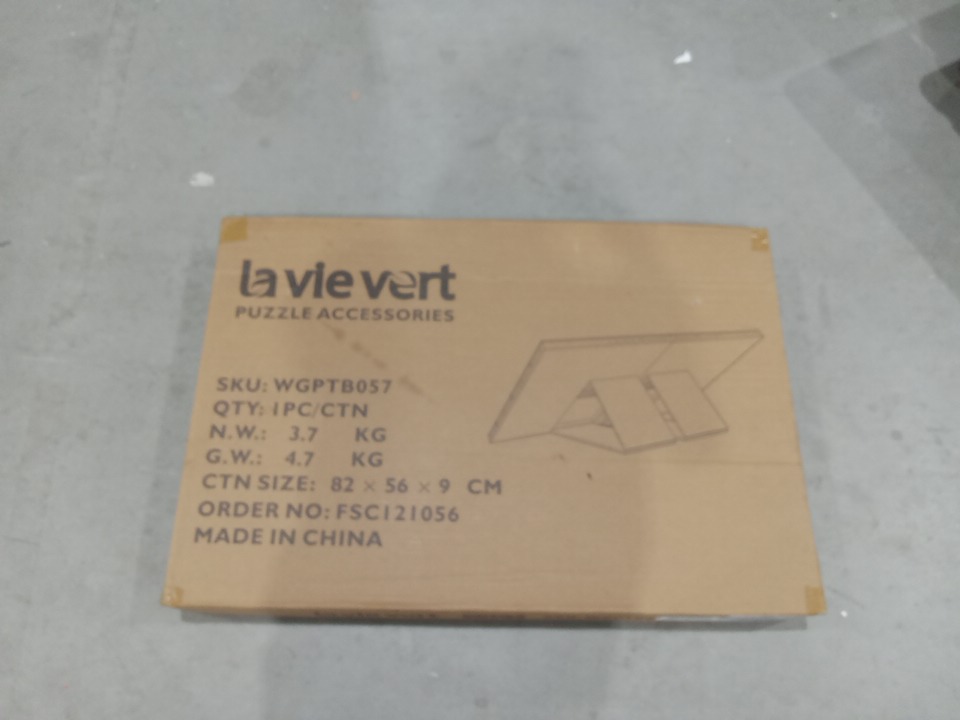 la vie vert
PUZZLE ACCESSORIES
SKU: WGPTB057
QTY: 1PC/CTN
N.W.: 3.7 KG
G.W.: 4.7 KG
CTN SIZE: 82 × 56 × 9 CM
ORDER NO: FSC121056
MADE IN CHINA